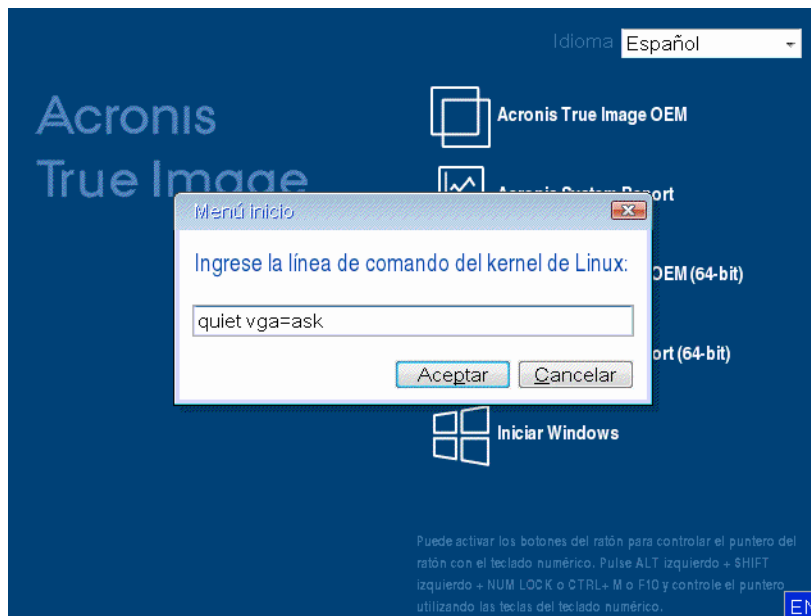 Idioma Español
Acronis
True Image
Acronis True Image OEM
Acronis System Report
Menú inicio
Ingrese la línea de comando del kernel de Linux:
quiet vga=ask
Aceptar Cancelar
OEM (64-bit)
ort (64-bit)
Iniciar Windows
Puede activar los botones del ratón para controlar el puntero del
ratón con el teclado numérico. Pulse ALT izquierdo + SHIFT
izquierdo + NUM LOCK o CTRL+ M o F10 y controle el puntero
utilizando las teclas del teclado numérico.
EN